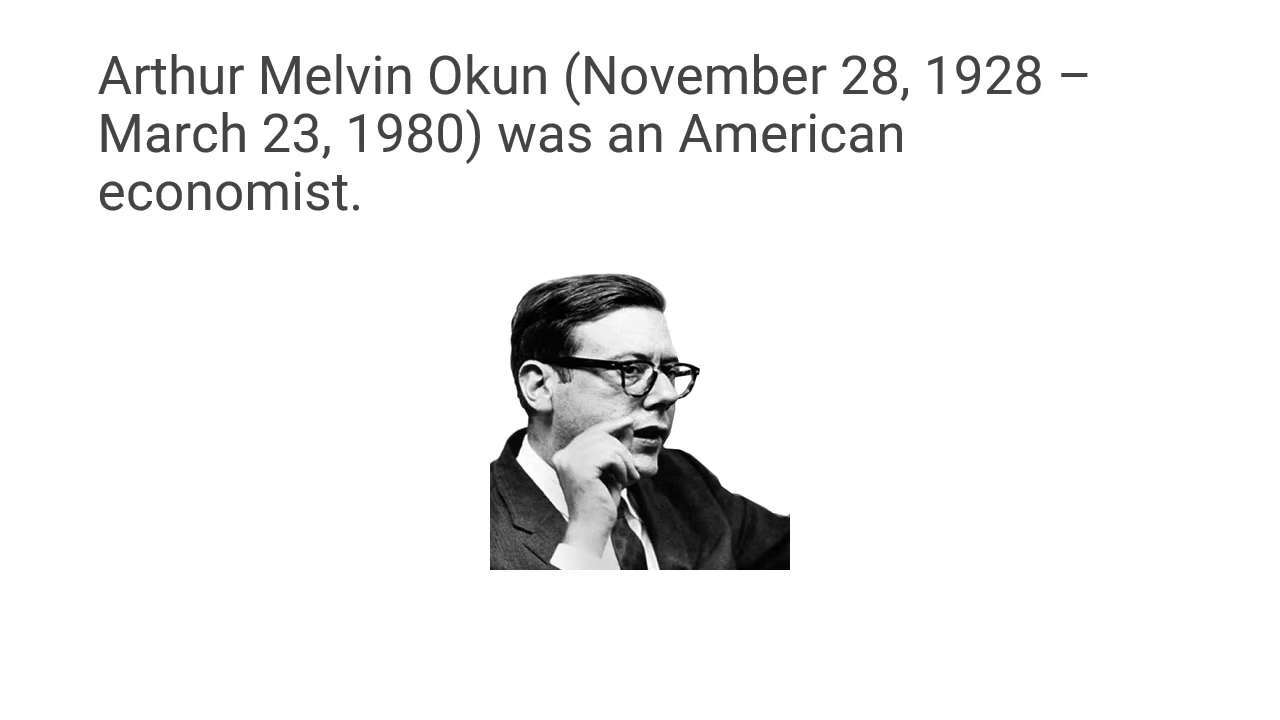 Arthur Melvin Okun (November 28, 1928 –
March 23, 1980) was an American
economist.